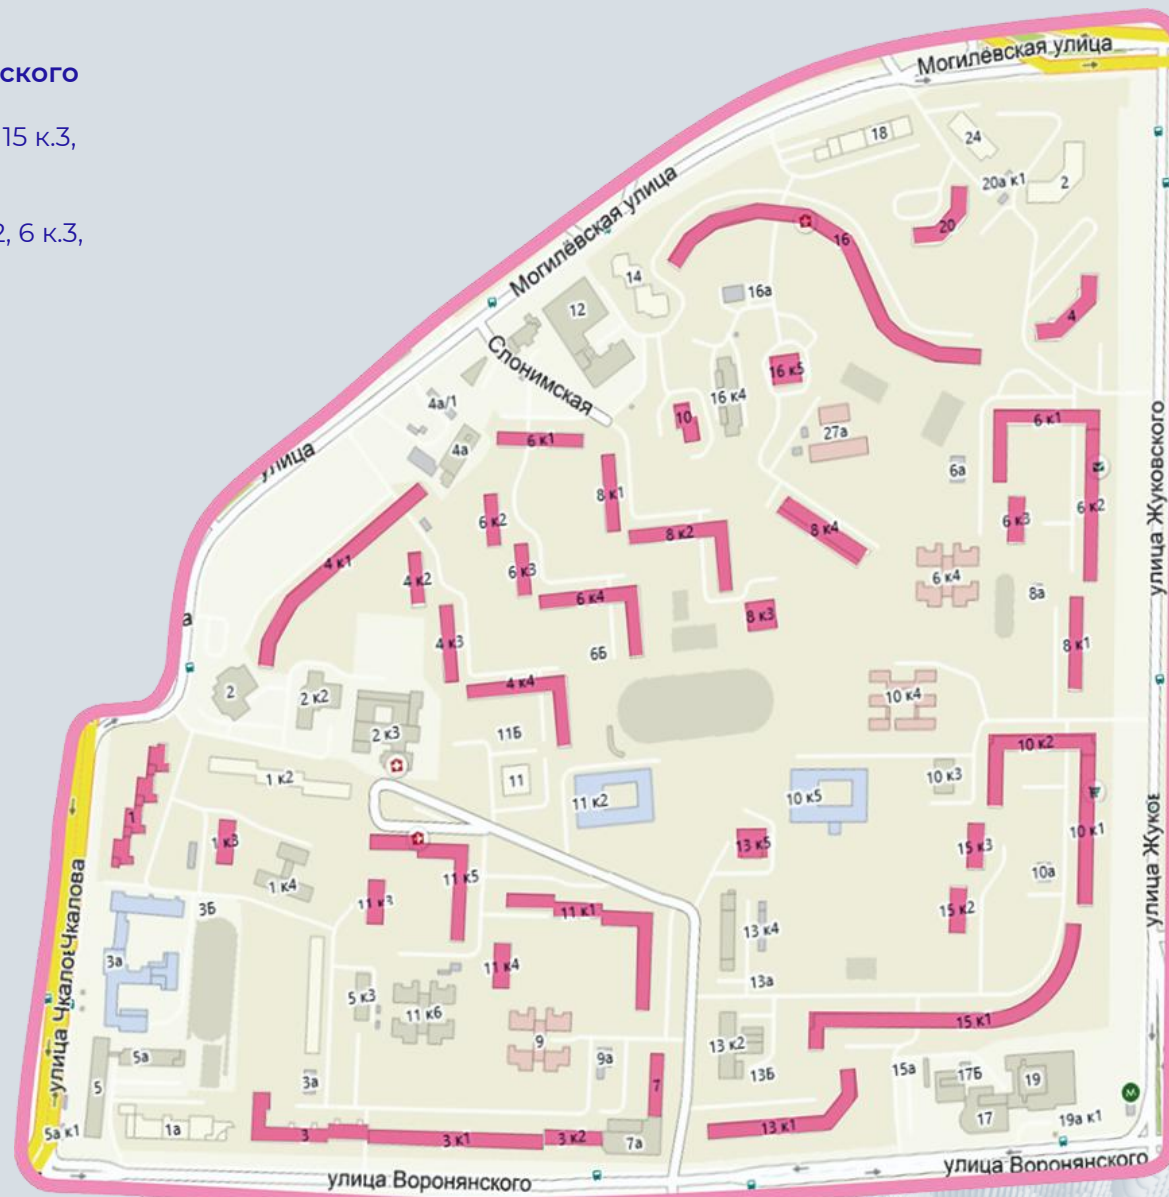 ского
15 к.3,
2, 6 к.3,
Могилёвская улица
18
24
20а к1
2
20
16
Могилёвская улица
14
16а
12
4
Слонимская
16 к5
16 к4
4а/1
10
27а
6 к1
улица Жуковского
4а
6 к1
6а
улица
8 к1
6 к2
6 к2
8 к2
8 к4
6 к3
4 к1
6 к3
4 к2
6 к4
6 к4
8а
а
4 к3
8 к3
8 к1
6Б
4 к4
2
2 к2
10 к4
2 к3
11Б
10 к2
1 к2
11
11 к2
10 к5
10 к3
1
10 к1
улица Жуков
1 к3
13 к5
15 к3
11 к5
1 к4
10а
11 к3
3Б
11 к1
15 к2
улица Чкалова
13 к4
3а
11 к4
13а
5 к3
11 к6
15 к1
9
13 к2
5а
9а
15а
17Б
19
5
3а
7
13Б
17
19а к1
5а к1
1а
3
3 к1
3 к2
7а
13 к1
улица Воронянского
улица Воронянского